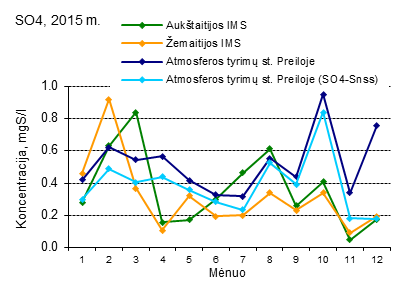 SO4, 2015 m.
Aukštaitijos IMS
Žemaitijos IMS
Atmosferos tyrimų st. Preiloje
Atmosferos tyrimų st. Preiloje (SO4-Snss)
Koncentracija, mgS/l
1.0
0.8
0.6
0.4
0.2
0.0
1 2 3 4 5 6 7 8 9 10 11 12
Mėnuo